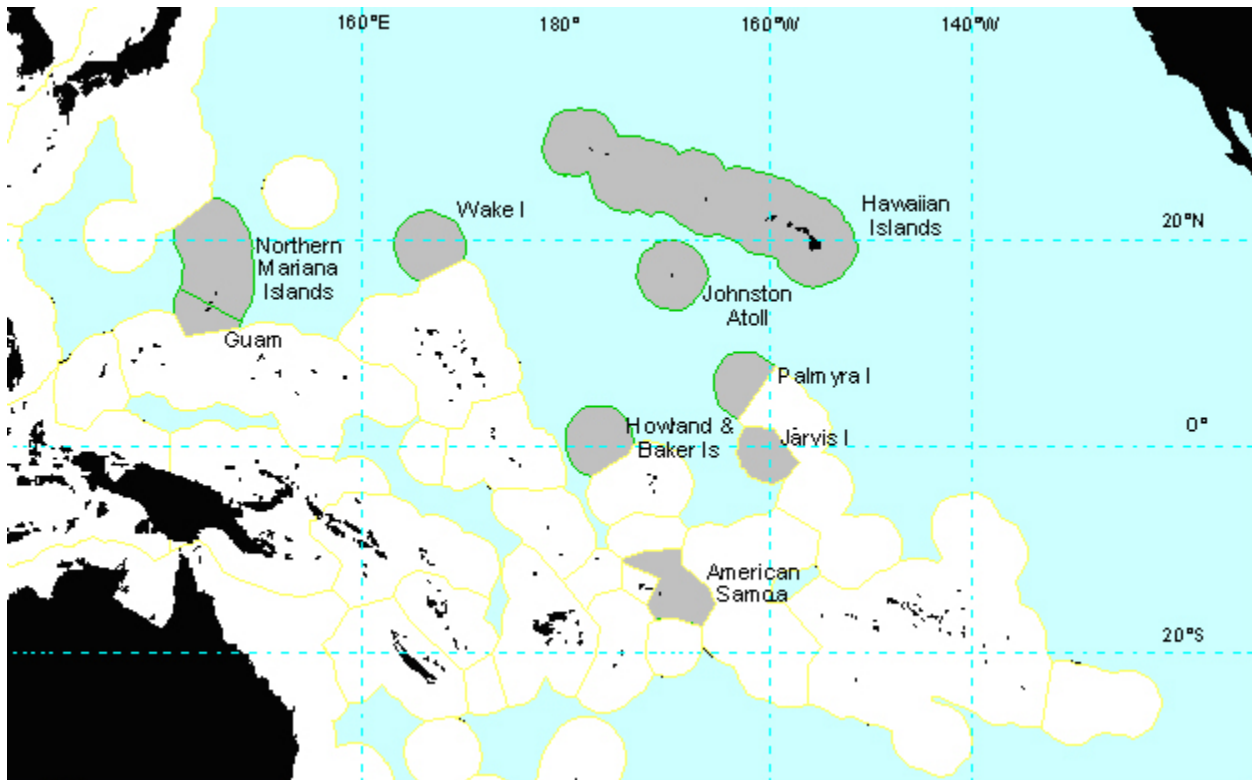 160°E 180° 160°W 140°W
Wake I
Hawaiian
Islands
20°N
Northern
Mariana
Islands
Johnston
Atoll
Guam
Palmyra I
Howland &
Baker Is
Jarvis I
0°
American
Samoa
20°S